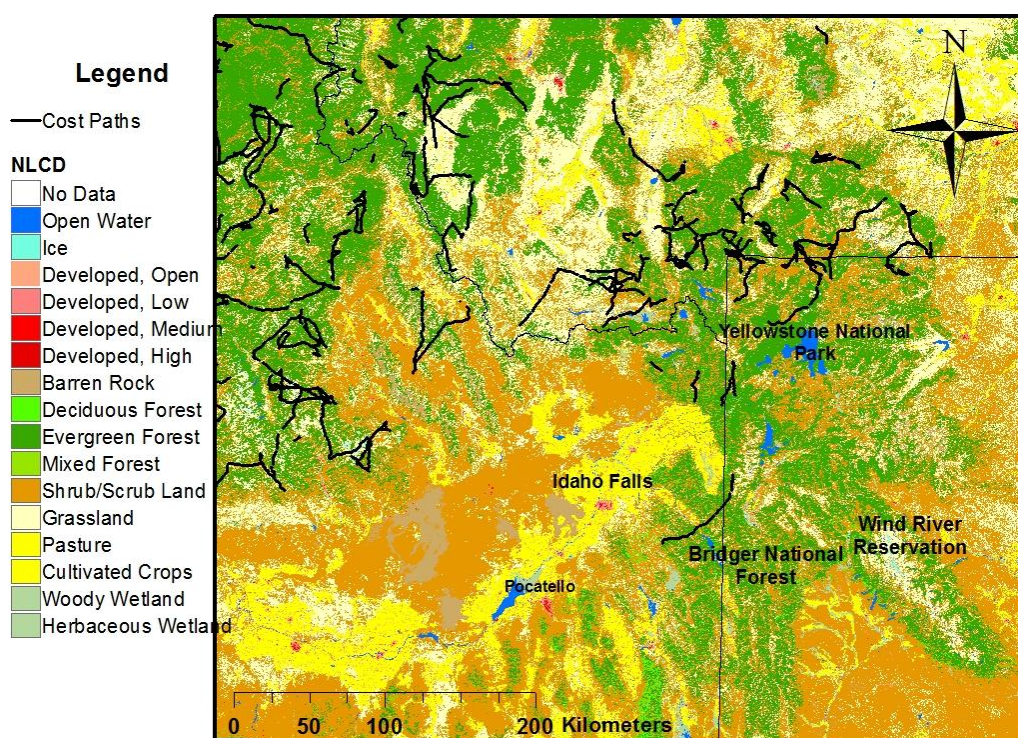 Legend
Cost Paths
NLCD
No Data
Open Water
Ice
Developed, Open
Developed, Low
Developed, Medium
Developed, High
Barren Rock
Deciduous Forest
Evergreen Forest
Mixed Forest
Shrub/Scrub Land
Grassland
Pasture
Cultivated Crops
Woody Wetland
Herbaceous Wetland
N
Yellowstone National
Park
Idaho Falls
Wind River
Reservation
Bridger National
Forest
Pocatello
0 50 100 200 Kilometers